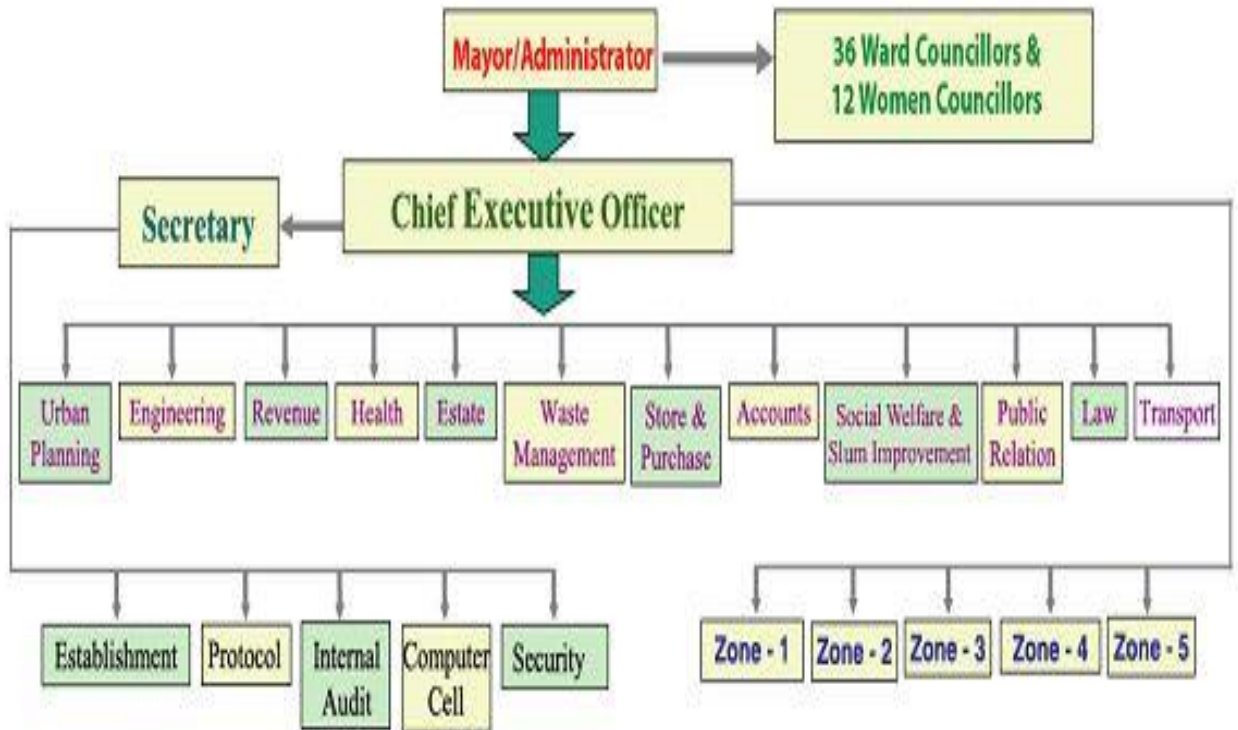 Mayor/Administrator
36 Ward Councillors &
12 Women Councillors
Secretary
Chief Executive Officer
Urban
Planning
Engineering
Revenue
Health
Estate
Waste
Management
Store &
Purchase
Accounts
Social Welfare &
Slum Improvement
Public
Relation
Law
Transport
Establishment
Protocol
Internal
Audit
Computer
Cell
Security
Zone - 1
Zone - 2
Zone - 3
Zone - 4
Zone - 5